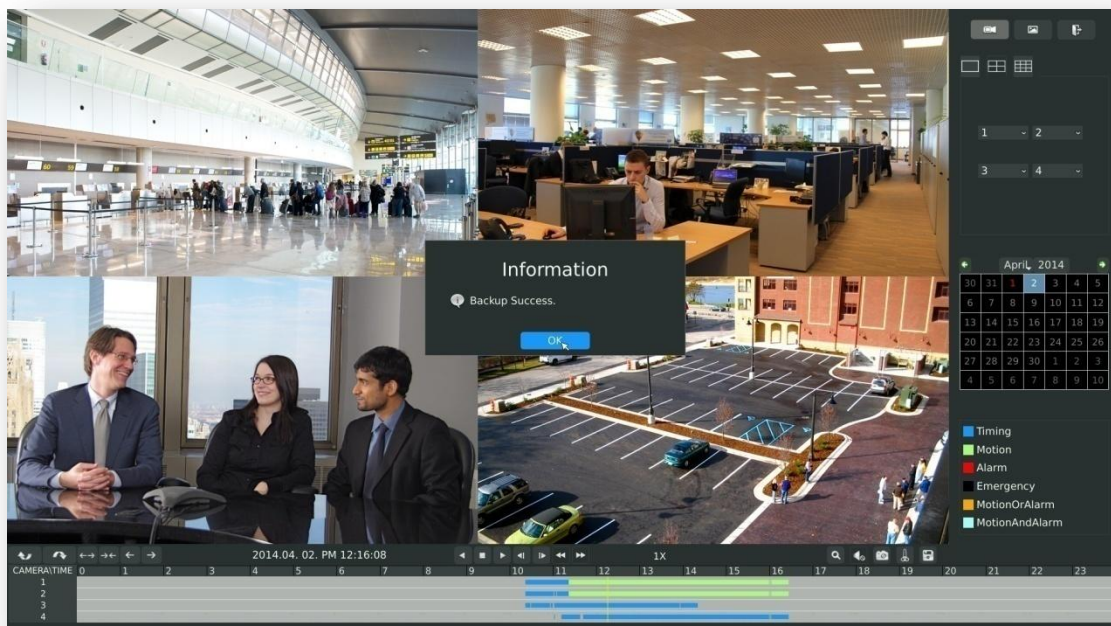 1 2
3 4
Information
Backup Success.
OK
April, 2014
30 31 1 2 3 4 5
6 7 8 9 10 11 12
13 14 15 16 17 18 19
20 21 22 23 24 25 26
27 28 29 30 1 2 3
4 5 6 7 8 9 10
Timing
Motion
Alarm
Emergency
MotionOrAlarm
MotionAndAlarm
2014.04. 02. PM 12:16:08
1X
CAMERA\TIME 0 1 2 3 4 5 6 7 8 9 10 11 12 13 14 15 16 17 18 19 20 21 22 23
1
2
3
4